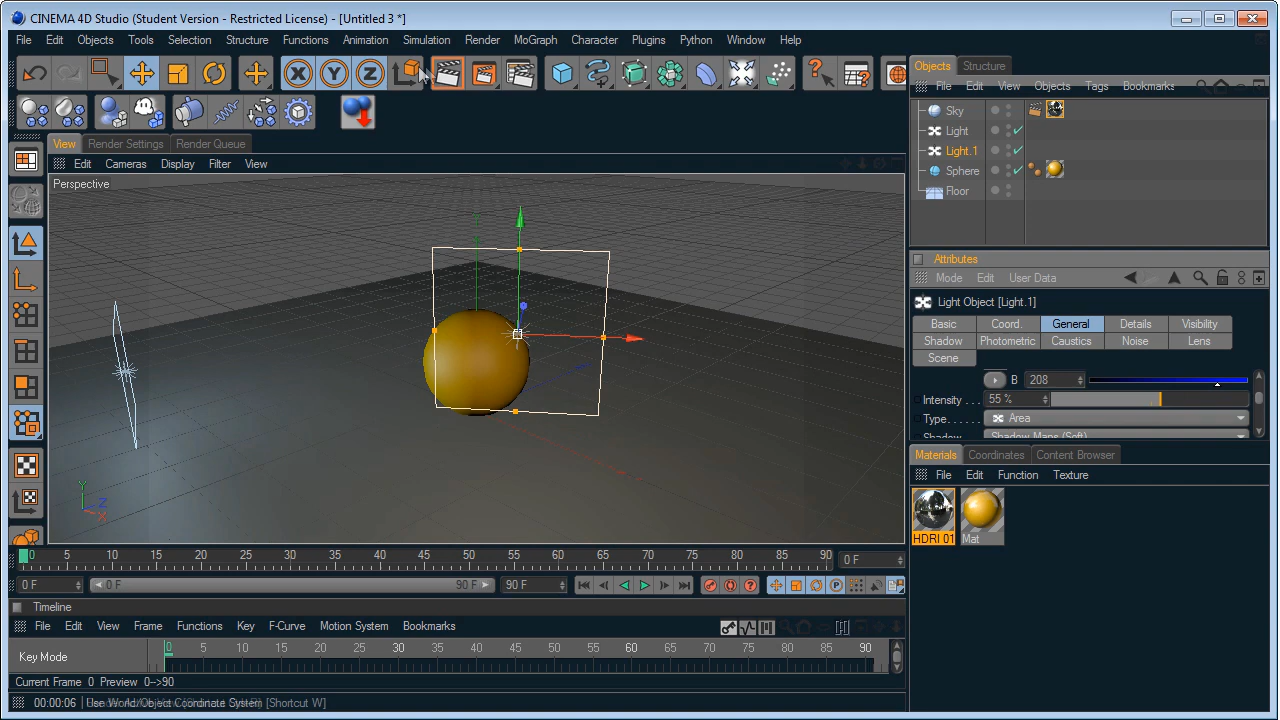 CINEMA 4D Studio (Student Version - Restricted License) - [Untitled 3 *]
File Edit Objects Tools Selection Structure Functions Animation Simulation Render MoGraph Character Plugins Python Window Help
X Y Z
View Render Settings Render Queue
Edit Cameras Display Filter View
Perspective
Y
Z
X
0 5 10 15 20 25 30 35 40 45 50 55 60 65 70 75 80 85 90 0 F
0 F 0 F 90 F 90 F
Timeline
File Edit View Frame Functions Key F-Curve Motion System Bookmarks
Key Mode
0 5 10 15 20 25 30 35 40 45 50 55 60 65 70 75 80 85 90
Current Frame 0 Preview 0-->90
00:00:06 Use World/Object Coordinate System [Shortcut W]
Objects Structure
File Edit View Objects Tags Bookmarks
Sky
Light
Light.1
Sphere
Floor
Attributes
Mode Edit User Data
Light Object [Light.1]
Basic Coord. General Details Visibility
Shadow Photometric Caustics Noise Lens
Scene
B 208
Intensity . . . 55 %
Type. . . . . . Area
Shadow Shadow Maps (Soft)
Materials Coordinates Content Browser
File Edit Function Texture
HDRI 01 Mat